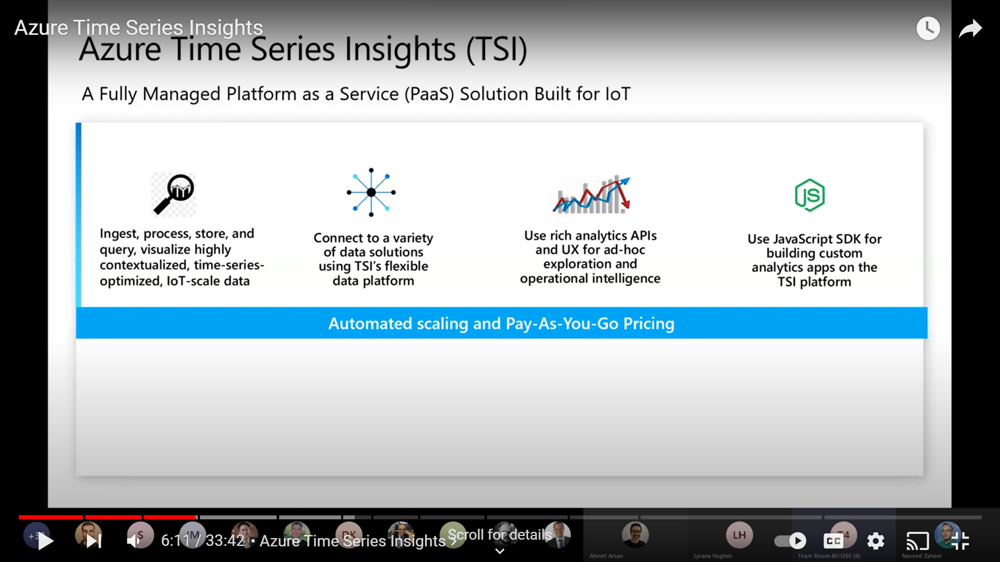 Azure Time Series Insights
Azure Time Series Insights (TSI)
A Fully Managed Platform as a Service (PaaS) Solution Built for IoT
Ingest, process, store, and
query, visualize highly
contextualized, time-series-
optimized, IoT-scale data
Connect to a variety
of data solutions
using TSI's flexible
data platform
Use rich analytics APIs
and UX for ad-hoc
exploration and
operational intelligence
JS
Use JavaScript SDK for
building custom
analytics apps on the
TSI platform
Automated scaling and Pay-As-You-Go Pricing
S
IM
DK
LH
T4
6:11 / 33:42 • Azure Time Series Insights
Scroll for details
CC
Ahmet Arsan
Lyrana Hughes
Team Room 40/1260 (8)
Naveed Zaheer